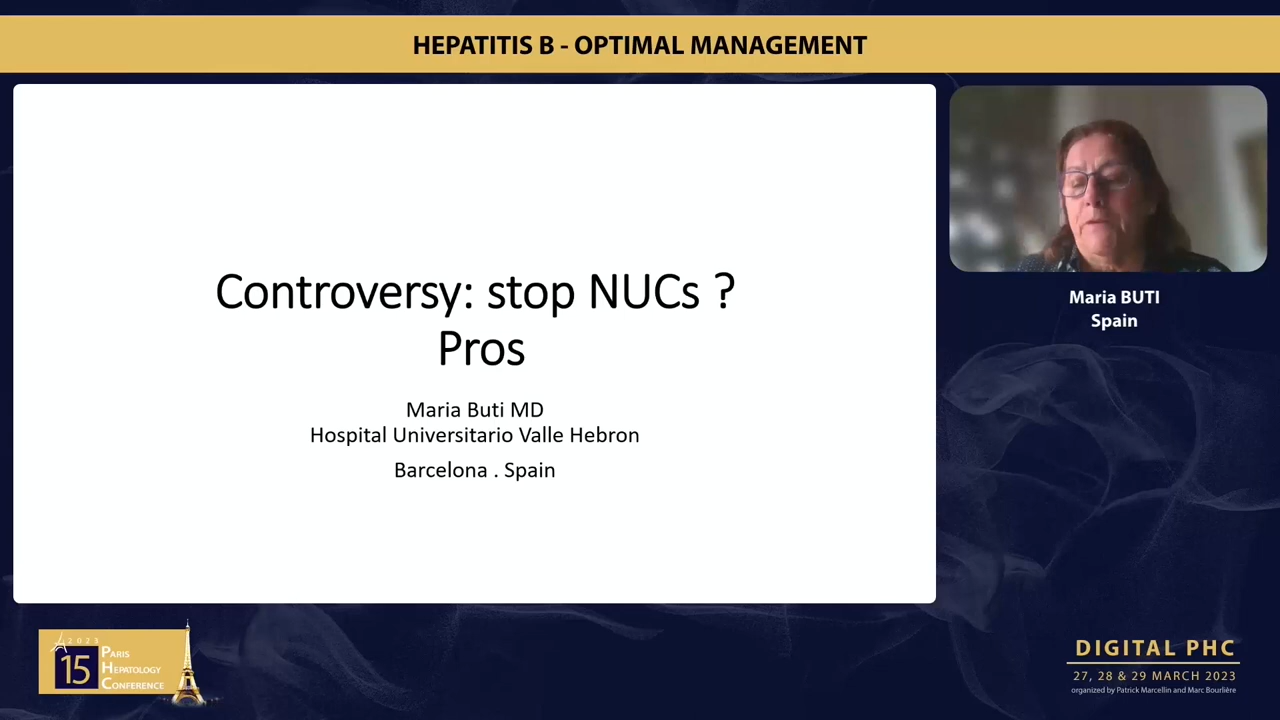 HEPATITIS B - OPTIMAL MANAGEMENT
Controversy: stop NUCs ?
Pros
Maria Buti MD
Hospital Universitario Valle Hebron
Barcelona . Spain
Maria BUTI
Spain
2023
15
PARIS
HEPATOLOGY
CONFERENCE
DIGITAL PHC
27, 28 & 29 MARCH 2023
organized by Patrick Marcellin and Marc Bourlière